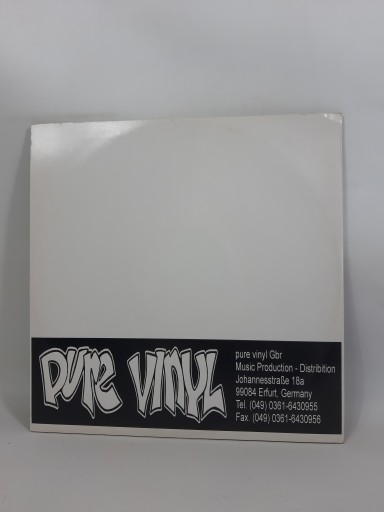 PURE VINYL
pure vinyl Gbr
Music Production - Distribition
Johannesstraße 18a
99084 Erfurt, Germany
Tel. (049) 0361-6430955
Fax. (049) 0361-6430956